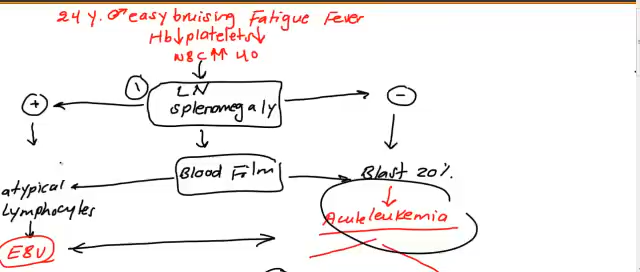 24 y. ♂ easy bruising Fatigue Fever
Hb↓ platelets↓
WBC ↑↑ 40
1
LN
splenomegaly
+
-
Blood Film
Blast 20%
atypical
Lymphocytes
Acute leukemia
EBV